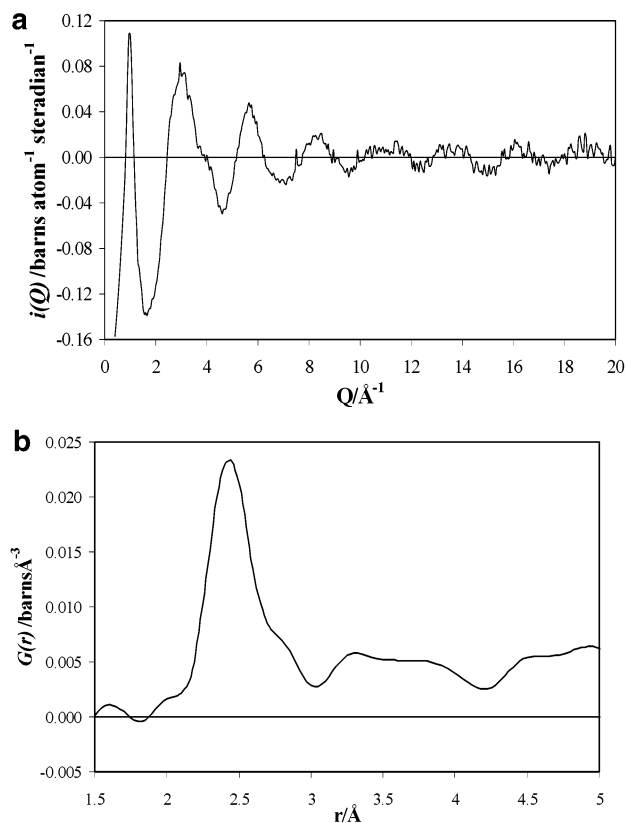 a
0.12
0.08
0.04
0.00
-0.04
-0.08
-0.12
-0.16
i(Q) /barns atom⁻¹ steradian⁻¹
0 2 4 6 8 10 12 14 16 18 20
Q/Å⁻¹
b
0.025
0.020
0.015
0.010
0.005
0.000
-0.005
G(r) /barnsÅ⁻³
1.5 2 2.5 3 3.5 4 4.5 5
r/Å